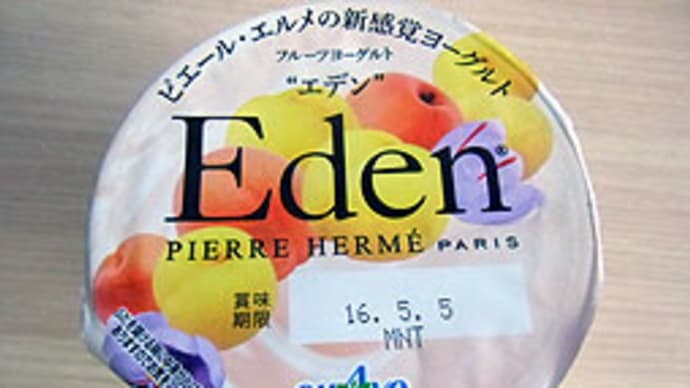 ピエール・エルメの新感覚ヨーグルト
フルーツヨーグルト
“エデン”
Eden®
PIERRE HERMÉ PARIS
賞味
期限
16. 5. 5
MNT